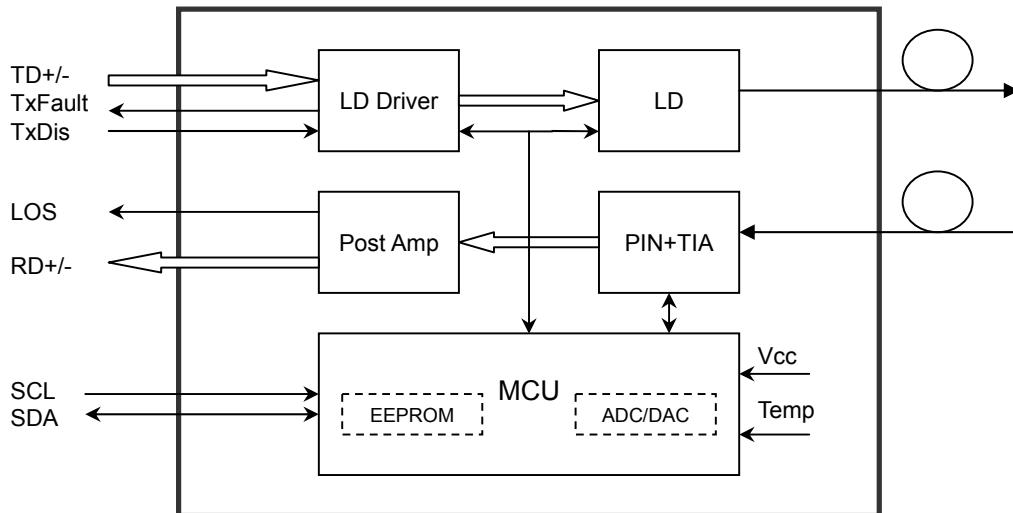 TD+/-
TxFault
TxDis
LD Driver
LD
LOS
RD+/-
Post Amp
PIN+TIA
SCL
SDA
MCU
EEPROM
ADC/DAC
Vcc
Temp